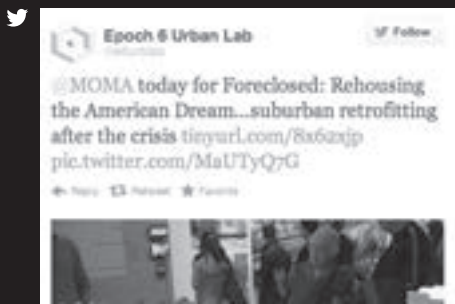 Epoch 6 Urban Lab
Follow
@MOMA today for Foreclosed: Rehousing
the American Dream...suburban retrofitting
after the crisis tinyurl.com/8x62xjp
pic.twitter.com/MaUTyQ7G
Reply Retweet Favorite